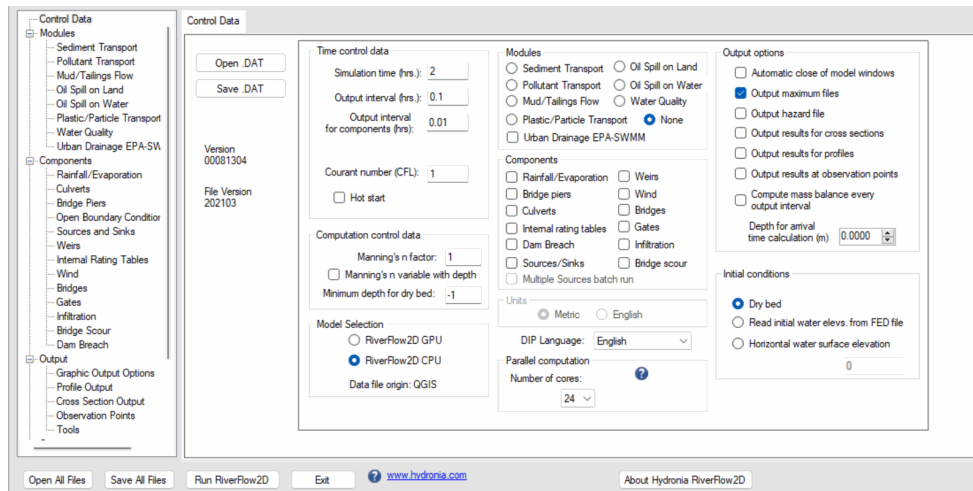 Control Data
Modules
Sediment Transport
Pollutant Transport
Mud/Tailings Flow
Oil Spill on Land
Oil Spill on Water
Plastic/Particle Transport
Water Quality
Urban Drainage EPA-SW
Components
Rainfall/Evaporation
Culverts
Bridge Piers
Open Boundary Condition
Sources and Sinks
Weirs
Internal Rating Tables
Wind
Bridges
Gates
Infiltration
Bridge Scour
Dam Breach
Output
Graphic Output Options
Profile Output
Cross Section Output
Observation Points
Tools
Control Data
Open .DAT
Save .DAT
Version
00081304
File Version
202103
Time control data
Simulation time (hrs.): 2
Output interval (hrs.): 0.1
Output interval
for components (hrs): 0.01
Courant number (CFL): 1
Hot start
Computation control data
Manning's n factor: 1
Manning's n variable with depth
Minimum depth for dry bed: -1
Model Selection
RiverFlow2D GPU
RiverFlow2D CPU
Data file origin: QGIS
Modules
Sediment Transport Oil Spill on Land
Pollutant Transport Oil Spill on Water
Mud/Tailings Flow Water Quality
Plastic/Particle Transport None
Urban Drainage EPA-SWMM
Components
Rainfall/Evaporation Weirs
Bridge piers Wind
Culverts Bridges
Internal rating tables Gates
Dam Breach Infiltration
Sources/Sinks Bridge scour
Multiple Sources batch run
Units
Metric English
DIP Language: English
Parallel computation
Number of cores: ?
24
Output options
Automatic close of model windows
Output maximum files
Output hazard file
Output results for cross sections
Output results for profiles
Output results at observation points
Compute mass balance every
output interval
Depth for arrival
time calculation (m) 0.0000
Initial conditions
Dry bed
Read initial water elevs. from FED file
Horizontal water surface elevation
0
Open All Files Save All Files Run RiverFlow2D Exit ? www.hydronia.com About Hydronia RiverFlow2D